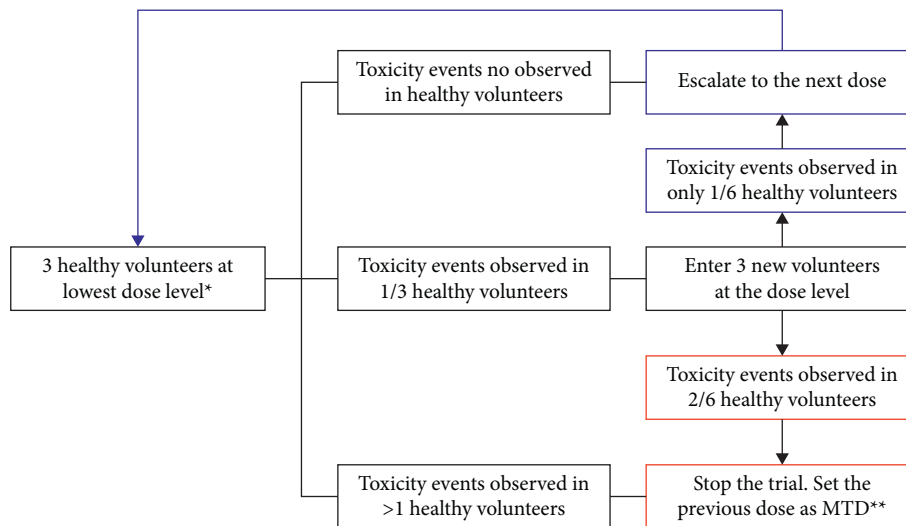 Toxicity events no observed
in healthy volunteers
Escalate to the next dose
Toxicity events observed in
only 1/6 healthy volunteers
3 healthy volunteers at
lowest dose level*
Toxicity events observed in
1/3 healthy volunteers
Enter 3 new volunteers
at the dose level
Toxicity events observed in
2/6 healthy volunteers
Toxicity events observed in
>1 healthy volunteers
Stop the trial. Set the
previous dose as MTD**